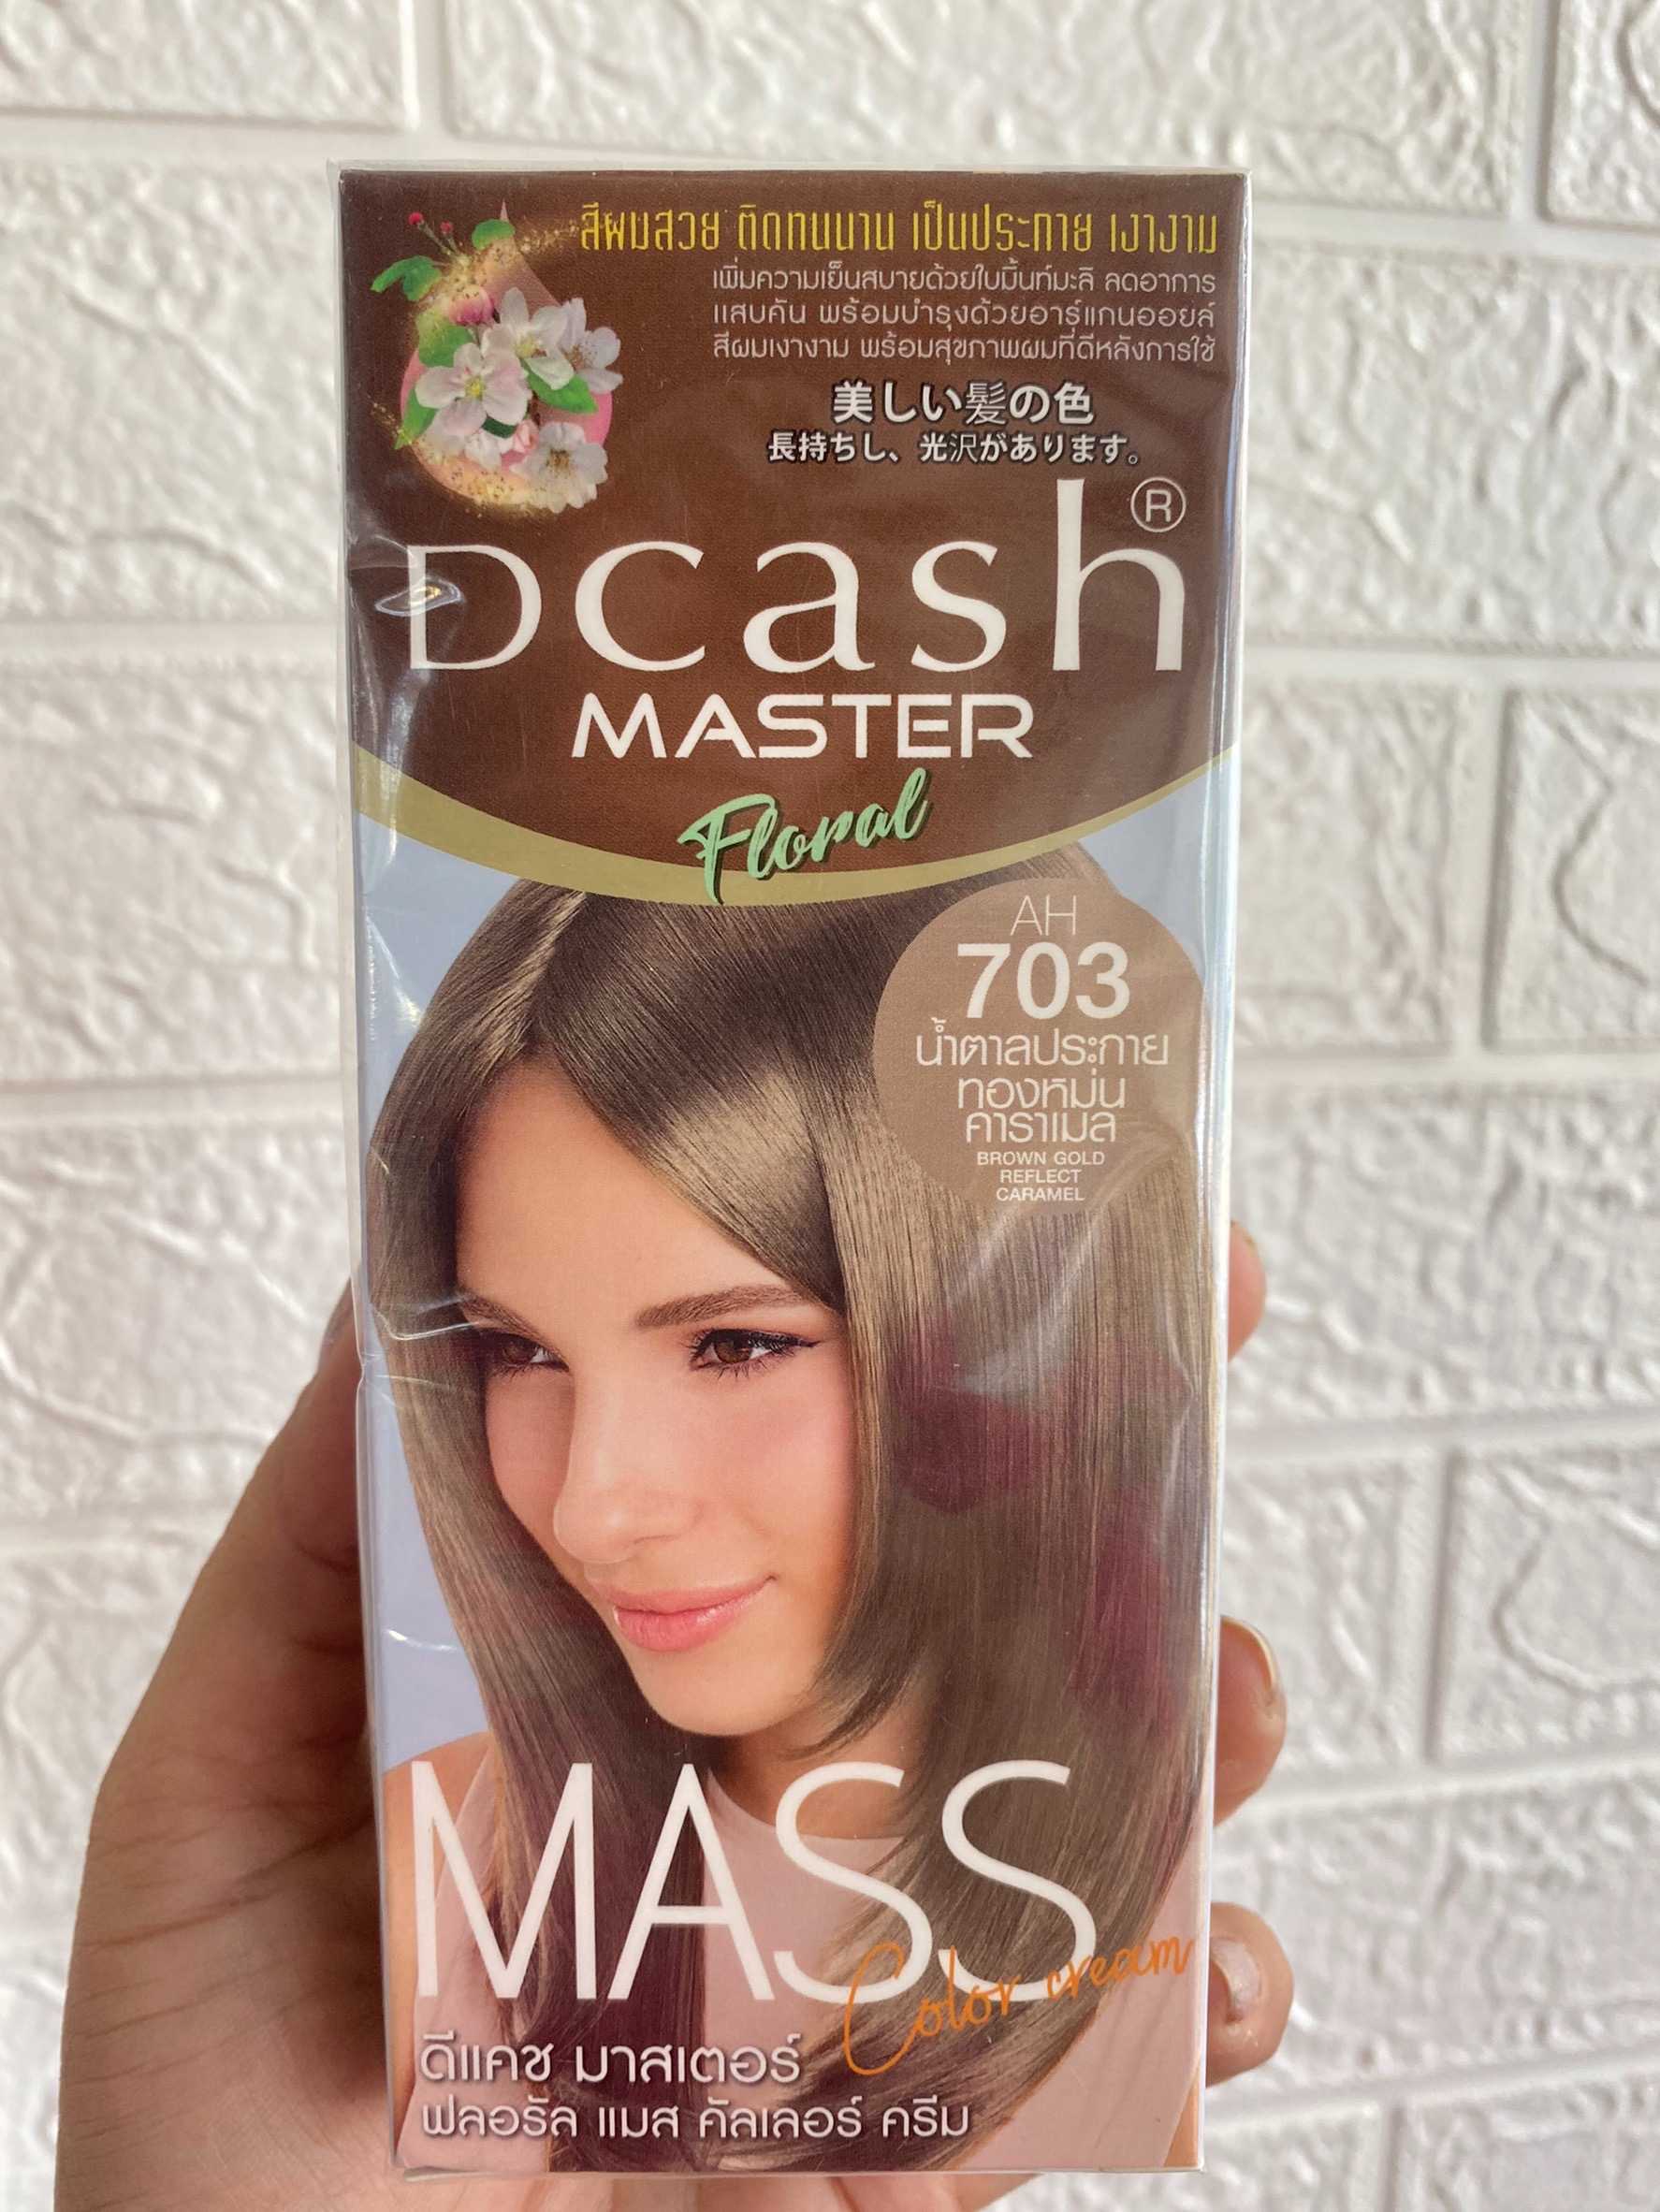 สีผมสวย ติดทนนาน เป็นประกาย เงางาม
เพิ่มความเย็นสบายด้วยใบมิ้นท์มะลิ ลดอาการ
แสบคัน พร้อมบำรุงด้วยอาร์แกนออยล์
สีผมเงางาม พร้อมสุขภาพผมที่ดีหลังการใช้
美しい髪の色
長持ちし、光沢があります。
Dcash®
MASTER
Floral
AH
703
น้ำตาลประกาย
ทองหม่น
คาราเมล
BROWN GOLD
REFLECT
CARAMEL
MASS
Color cream
ดีแคช มาสเตอร์
ฟลอรัล แมส คัลเลอร์ ครีม